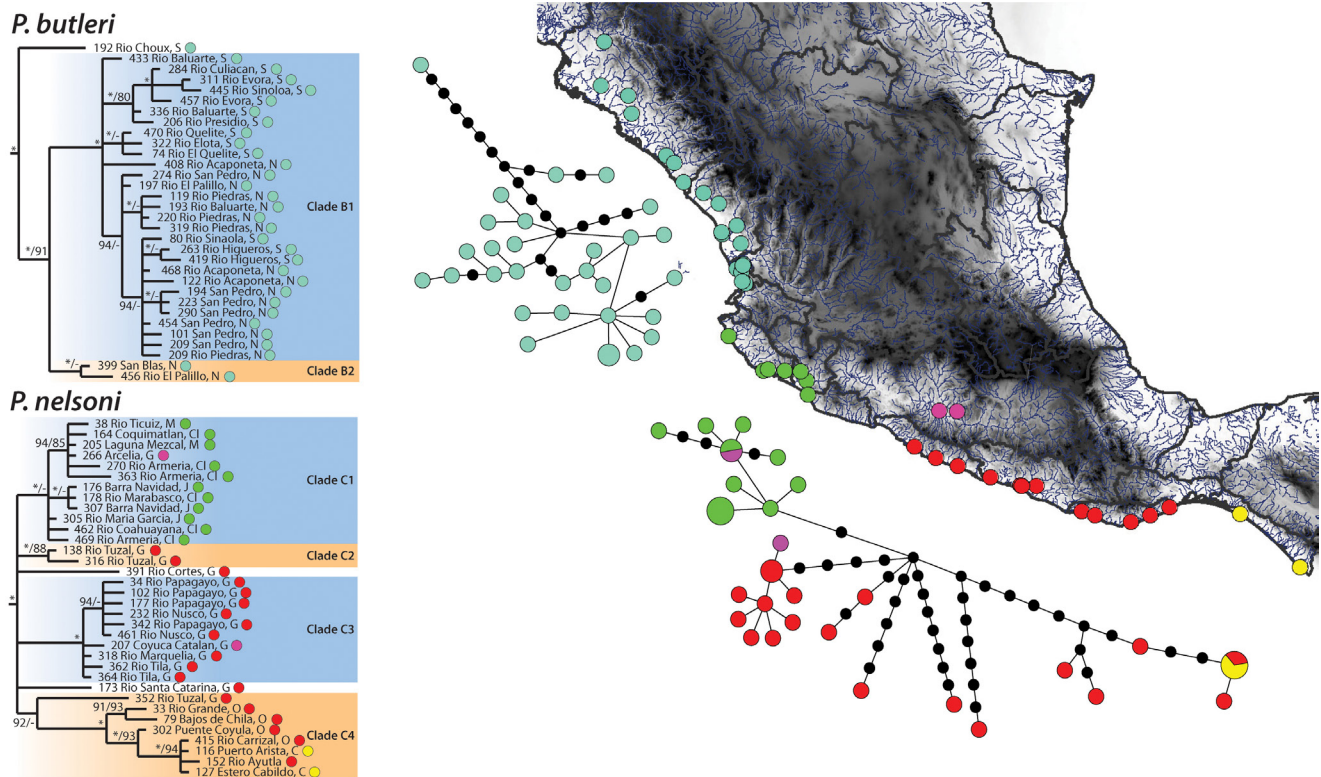 P. butleri
192 Rio Choux, S
433 Rio Baluarte, S
284 Rio Culiacan, S
311 Rio Evora, S
445 Rio Sinoloa, S
457 Rio Evora, S
*/80
336 Rio Baluarte, S
206 Rio Presidio, S
470 Rio Quelite, S
*/-
322 Rio Elota, S
74 El Quelite, S
408 Rio Acaponeta, N
274 Rio San Pedro, N
197 Rio El Palillo, N
119 Rio Piedras, N
193 Rio Baluarte, N
Clade B1
*/-
220 Rio Piedras, N
319 Rio Piedras, N
80 Rio Sinaola, S
94/-
*/-
263 Rio Higueros, S
*/91
419 Rio Higueros, S
468 Rio Acaponeta, N
122 Rio Acaponeta, N
194 San Pedro, N
*/-
223 San Pedro, N
94/-
290 San Pedro, N
454 San Pedro, N
101 San Pedro, N
209 San Pedro, N
209 Rio Piedras, N
*/-
399 San Blas, N
Clade B2
456 Rio El Palillo, N
P. nelsoni
38 Rio Ticuiz, M
164 Coquimatlan, Cl
94/85
205 Laguna Mezcal, M
266 Arcelia, G
270 Rio Armeria, Cl
363 Rio Armeria, Cl
Clade C1
*/-
*/-
176 Barra Navidad, J
178 Rio Marabasco, Cl
307 Barra Navidad, J
305 Rio Maria Garcia, J
462 Rio Coahuayana, Cl
469 Rio Armeria, Cl
*/88
138 Rio Tuzal, G
Clade C2
316 Rio Tuzal, G
391 Rio Cortes, G
34 Rio Papagayo, G
102 Rio Papagayo, G
94/-
177 Rio Papagayo, G
232 Rio Nusco, G
Clade C3
342 Rio Papagayo, G
461 Rio Nusco, G
207 Coyuca Catalan, G
318 Rio Marquelia, G
362 Rio Tila, G
364 Rio Tila, G
173 Rio Santa Catarina, G
352 Rio Tuzal, G
91/93
33 Rio Grande, O
92/-
79 Bajos de Chila, O
302 Puente Coyula, O
Clade C4
*/93
415 Rio Carrizal, O
*/94
116 Puerto Arista, C
152 Rio Ayutla
127 Estero Cabildo, C